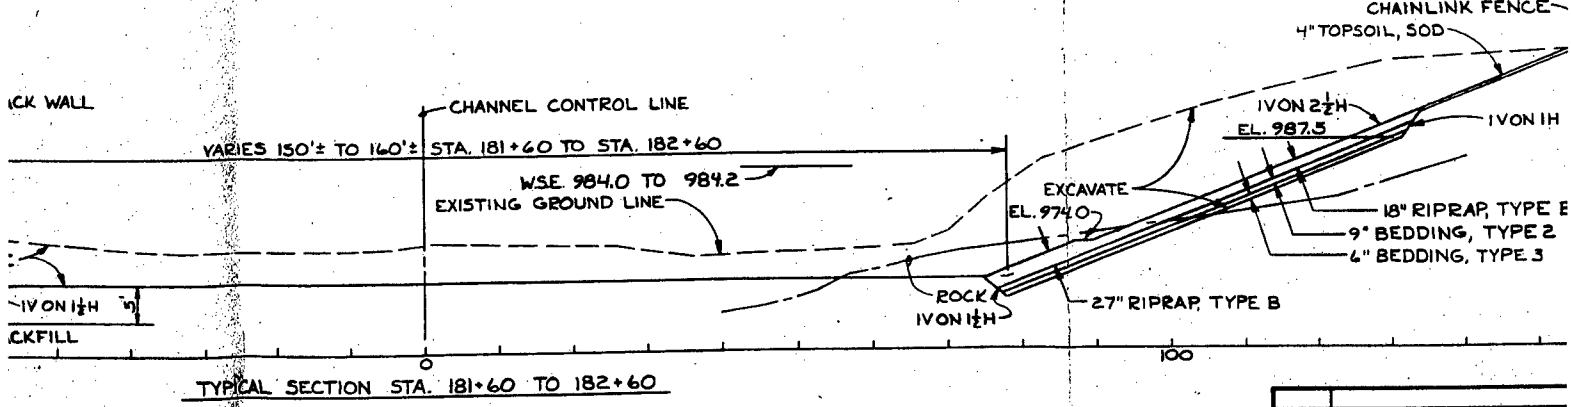 CHAINLINK FENCE
4" TOPSOIL, SOD
CK WALL
CHANNEL CONTROL LINE
1V ON 2½H
EL. 987.5
1V ON 1H
VARIES 150'± TO 160'± STA. 181+60 TO STA. 182+60
W.S.E. 984.0 TO 984.2
EXCAVATE
EXISTING GROUND LINE
EL. 974.0
18" RIPRAP, TYPE
9" BEDDING, TYPE 2
6" BEDDING, TYPE 3
1V ON 1½H
5'
ROCK
27" RIPRAP, TYPE B
1V ON 1½H
CKFILL
0
100
TYPICAL SECTION STA. 181+60 TO 182+60